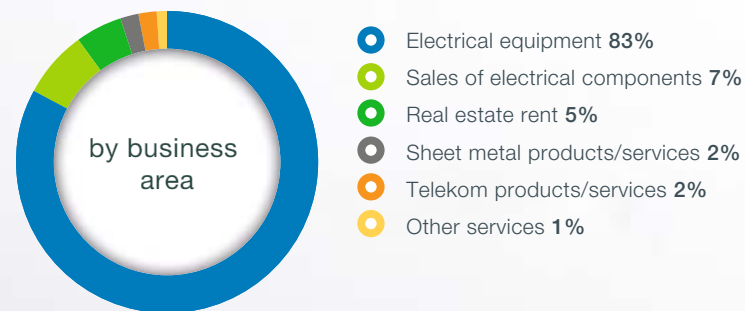 by business
area
Electrical equipment 83%
Sales of electrical components 7%
Real estate rent 5%
Sheet metal products/services 2%
Telekom products/services 2%
Other services 1%